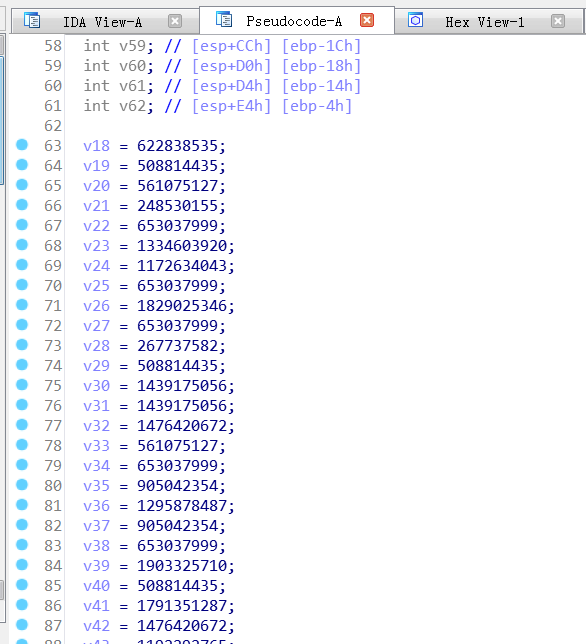 IDA View-A Pseudocode-A Hex View-1
58 int v59; // [esp+CCh] [ebp-1Ch]
59 int v60; // [esp+D0h] [ebp-18h]
60 int v61; // [esp+D4h] [ebp-14h]
61 int v62; // [esp+E4h] [ebp-4h]
62
63 v18 = 622838535;
64 v19 = 508814435;
65 v20 = 561075127;
66 v21 = 248530155;
67 v22 = 653037999;
68 v23 = 1334603920;
69 v24 = 1172634043;
70 v25 = 653037999;
71 v26 = 1829025346;
72 v27 = 653037999;
73 v28 = 267737582;
74 v29 = 508814435;
75 v30 = 1439175056;
76 v31 = 1439175056;
77 v32 = 1476420672;
78 v33 = 561075127;
79 v34 = 653037999;
80 v35 = 905042354;
81 v36 = 1295878487;
82 v37 = 905042354;
83 v38 = 653037999;
84 v39 = 1903325710;
85 v40 = 508814435;
86 v41 = 1791351287;
87 v42 = 1476420672;